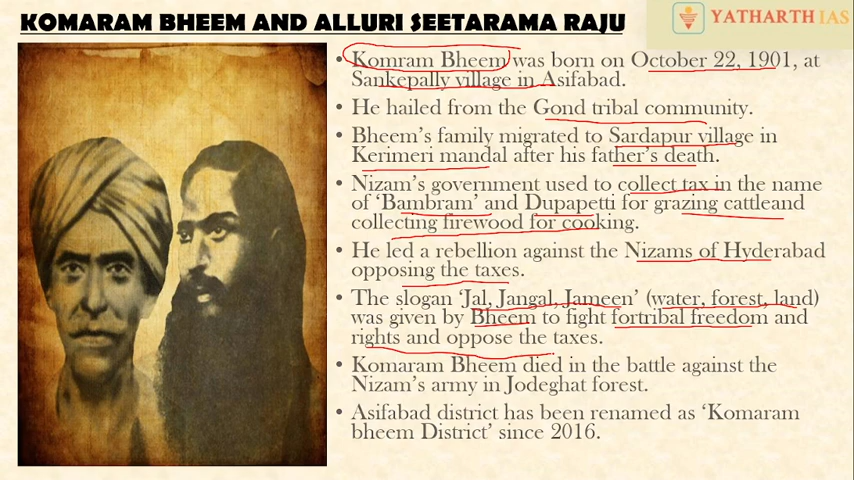 KOMARAM BHEEM AND ALLURI SEETARAMA RAJU
YATHARTH IAS
• Komram Bheem was born on October 22, 1901, at
Sankepally village in Asifabad.
• He hailed from the Gond tribal community.
• Bheem's family migrated to Sardapur village in
Kerimeri mandal after his father's death.
• Nizam's government used to collect tax in the name
of 'Bambram' and Dupapetti for grazing cattleand
collecting firewood for cooking.
• He led a rebellion against the Nizams of Hyderabad
opposing the taxes.
• The slogan 'Jal, Jangal, Jameen' (water, forest, land)
was given by Bheem to fight fortribal freedom and
rights and oppose the taxes.
• Komaram Bheem died in the battle against the
Nizam's army in Jodeghat forest.
• Asifabad district has been renamed as 'Komaram
bheem District' since 2016.